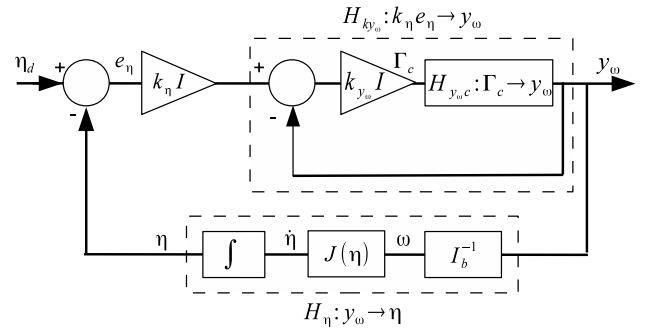 H_{ky_ω} : k_η e_η → y_ω
η_d
+
e_η
k_η I
+
k_{y_ω} I
Γ_c
H_{y_ω c} : Γ_c → y_ω
y_ω
-
-
η
∫
η̇
J(η)
ω
I_b^{-1}
H_η : y_ω → η